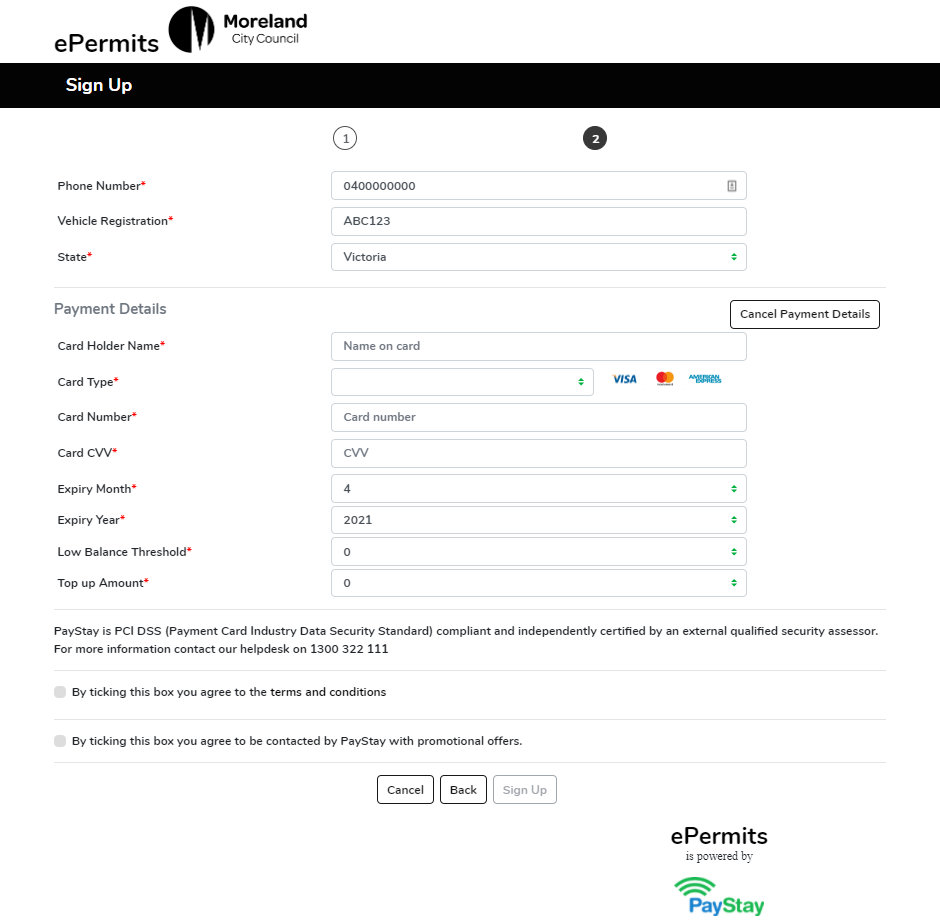 ePermits
Moreland
City Council
Sign Up
1
2
Phone Number*
0400000000
Vehicle Registration*
ABC123
State*
Victoria
Payment Details
Cancel Payment Details
Card Holder Name*
Name on card
Card Type*
VISA
mastercard
AMERICAN EXPRESS
Card Number*
Card number
Card CVV*
CVV
Expiry Month*
4
Expiry Year*
2021
Low Balance Threshold*
0
Top up Amount*
0
PayStay is PCI DSS (Payment Card Industry Data Security Standard) compliant and independently certified by an external qualified security assessor.
For more information contact our helpdesk on 1300 322 111
By ticking this box you agree to the terms and conditions
By ticking this box you agree to be contacted by PayStay with promotional offers.
Cancel
Back
Sign Up
ePermits
is powered by
PayStay